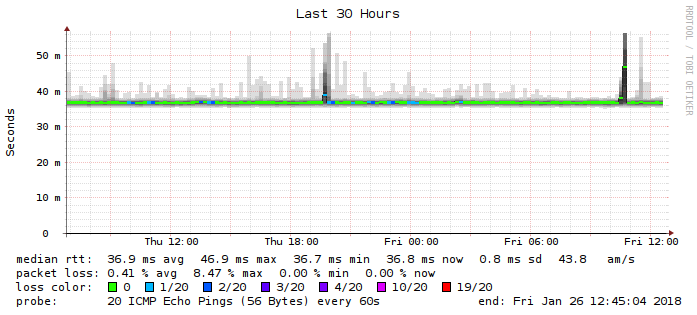 Last 30 Hours
RRDTOOL / TOBI OETIKER
Seconds
50 m
40 m
30 m
20 m
10 m
0
Thu 12:00 Thu 18:00 Fri 00:00 Fri 06:00 Fri 12:00
median rtt: 36.9 ms avg 46.9 ms max 36.7 ms min 36.8 ms now 0.8 ms sd 43.8 am/s
packet loss: 0.41 % avg 8.47 % max 0.00 % min 0.00 % now
loss color: 0 1/20 2/20 3/20 4/20 10/20 19/20
probe: 20 ICMP Echo Pings (56 Bytes) every 60s end: Fri Jan 26 12:45:04 2018